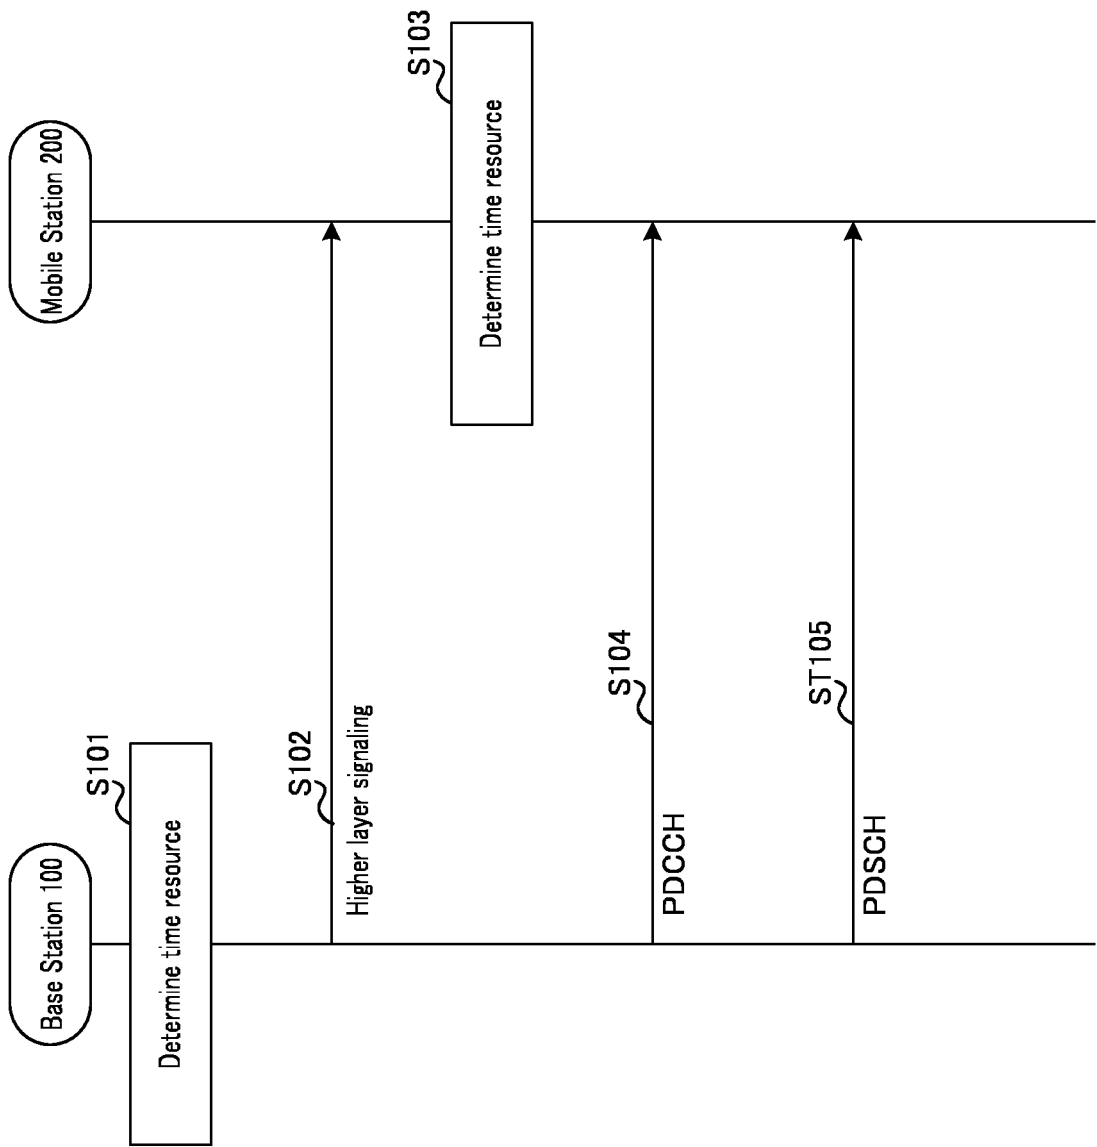 Base Station 100
Mobile Station 200
S101
Determine time resource
S102
Higher layer signaling
S103
Determine time resource
S104
PDCCH
ST105
PDSCH